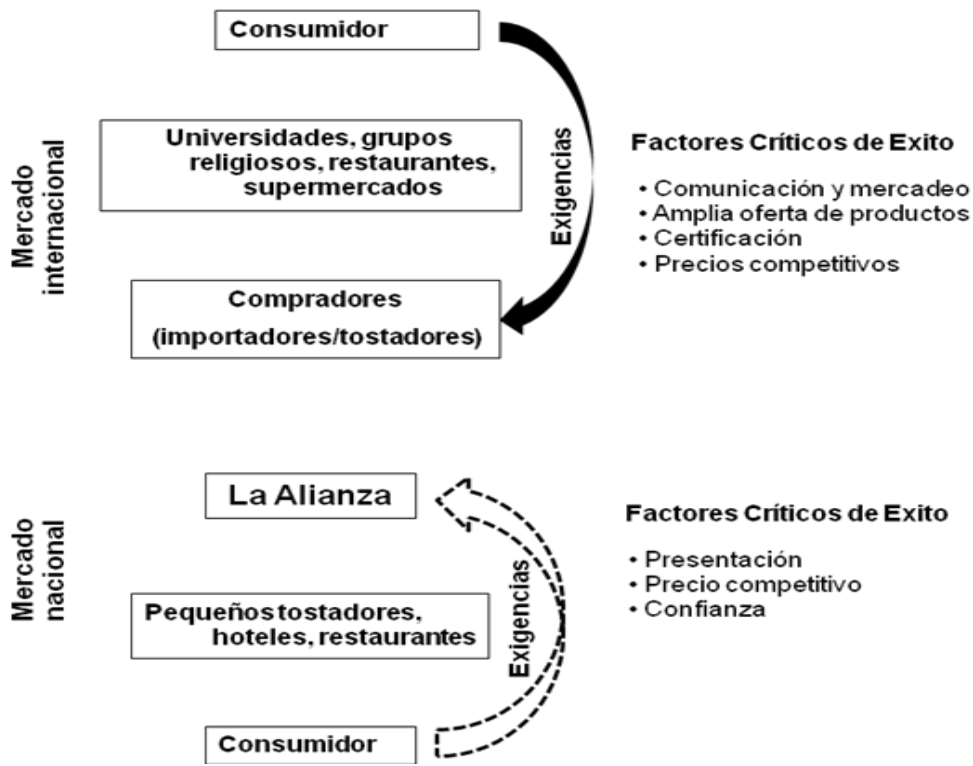 Consumidor
Universidades, grupos
religiosos, restaurantes,
supermercados
Compradores
(importadores/tostadores)
Mercado
internacional
Exigencias
Factores Críticos de Exito
• Comunicación y mercadeo
• Amplia oferta de productos
• Certificación
• Precios competitivos
La Alianza
Pequeños tostadores,
hoteles, restaurantes
Consumidor
Mercado
nacional
Exigencias
Factores Críticos de Exito
• Presentación
• Precio competitivo
• Confianza